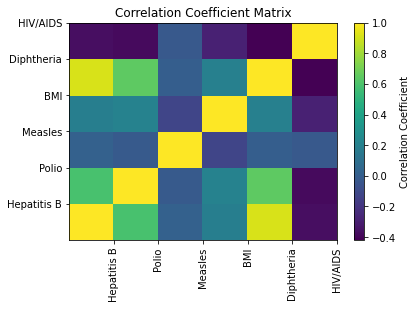 Correlation Coefficient Matrix
HIV/AIDS
Diphtheria
BMI
Measles
Polio
Hepatitis B
Hepatitis B
Polio
Measles
BMI
Diphtheria
HIV/AIDS
1.0
0.8
0.6
0.4
0.2
0.0
−0.2
−0.4
Correlation Coefficient